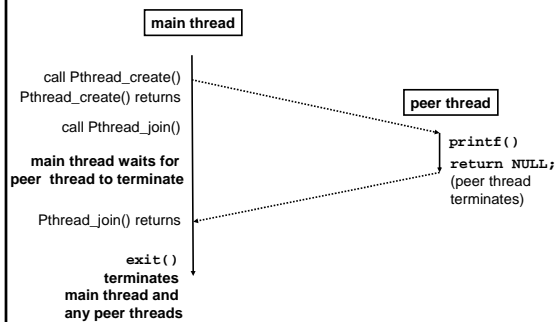 main thread
call Pthread_create()
Pthread_create() returns
peer thread
call Pthread_join()
printf()
main thread waits for
peer thread to terminate
return NULL;
(peer thread
terminates)
Pthread_join() returns
exit()
terminates
main thread and
any peer threads